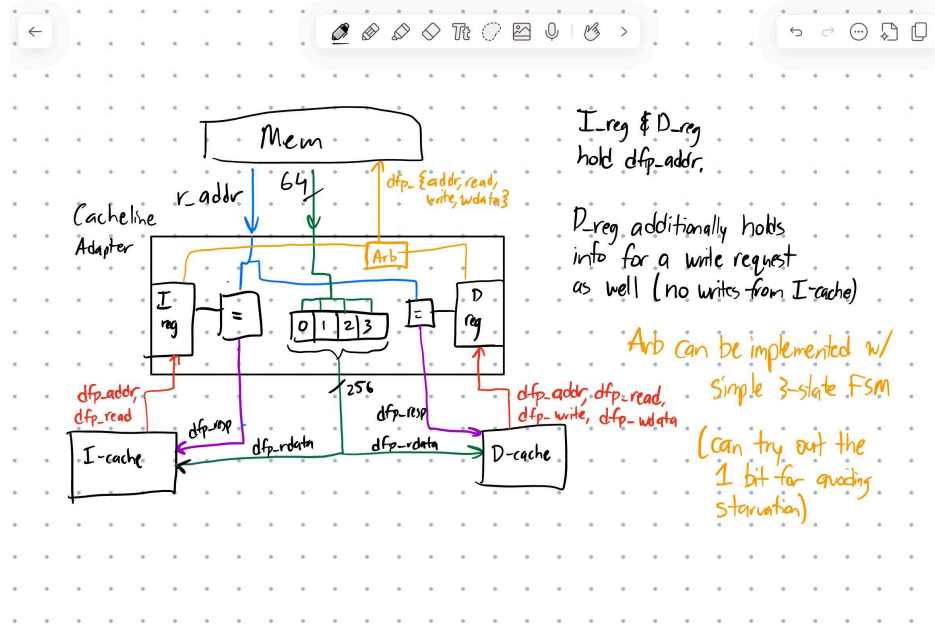 Tt
Mem
r_addr
64
dfp_{addr, read,
write, wdata}
Cacheline
Adapter
Arb
I
reg
=
0 1 2 3
=
D
reg
256
dfp_addr,
dfp_read
dfp_resp
dfp_rdata
dfp_rdata
dfp_resp
dfp_addr, dfp_read,
dfp_write, dfp_wdata
I-cache
D-cache
I_reg & D_reg
hold dfp_addr.
D_reg additionally holds
info for a write request
as well (no writes from I-cache)
Arb can be implemented w/
simple 3-state FSM
(can try out the
1 bit for avoiding
starvation)